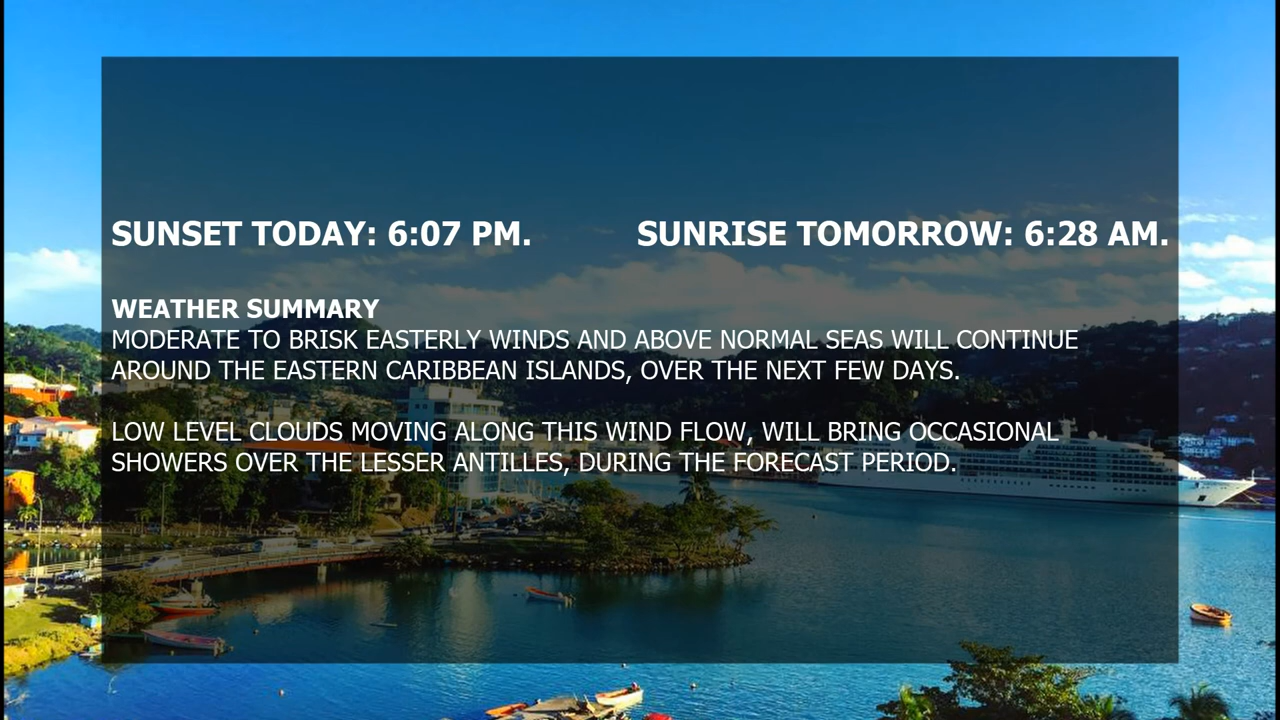 SUNSET TODAY: 6:07 PM. SUNRISE TOMORROW: 6:28 AM.
WEATHER SUMMARY
MODERATE TO BRISK EASTERLY WINDS AND ABOVE NORMAL SEAS WILL CONTINUE
AROUND THE EASTERN CARIBBEAN ISLANDS, OVER THE NEXT FEW DAYS.
LOW LEVEL CLOUDS MOVING ALONG THIS WIND FLOW, WILL BRING OCCASIONAL
SHOWERS OVER THE LESSER ANTILLES, DURING THE FORECAST PERIOD.